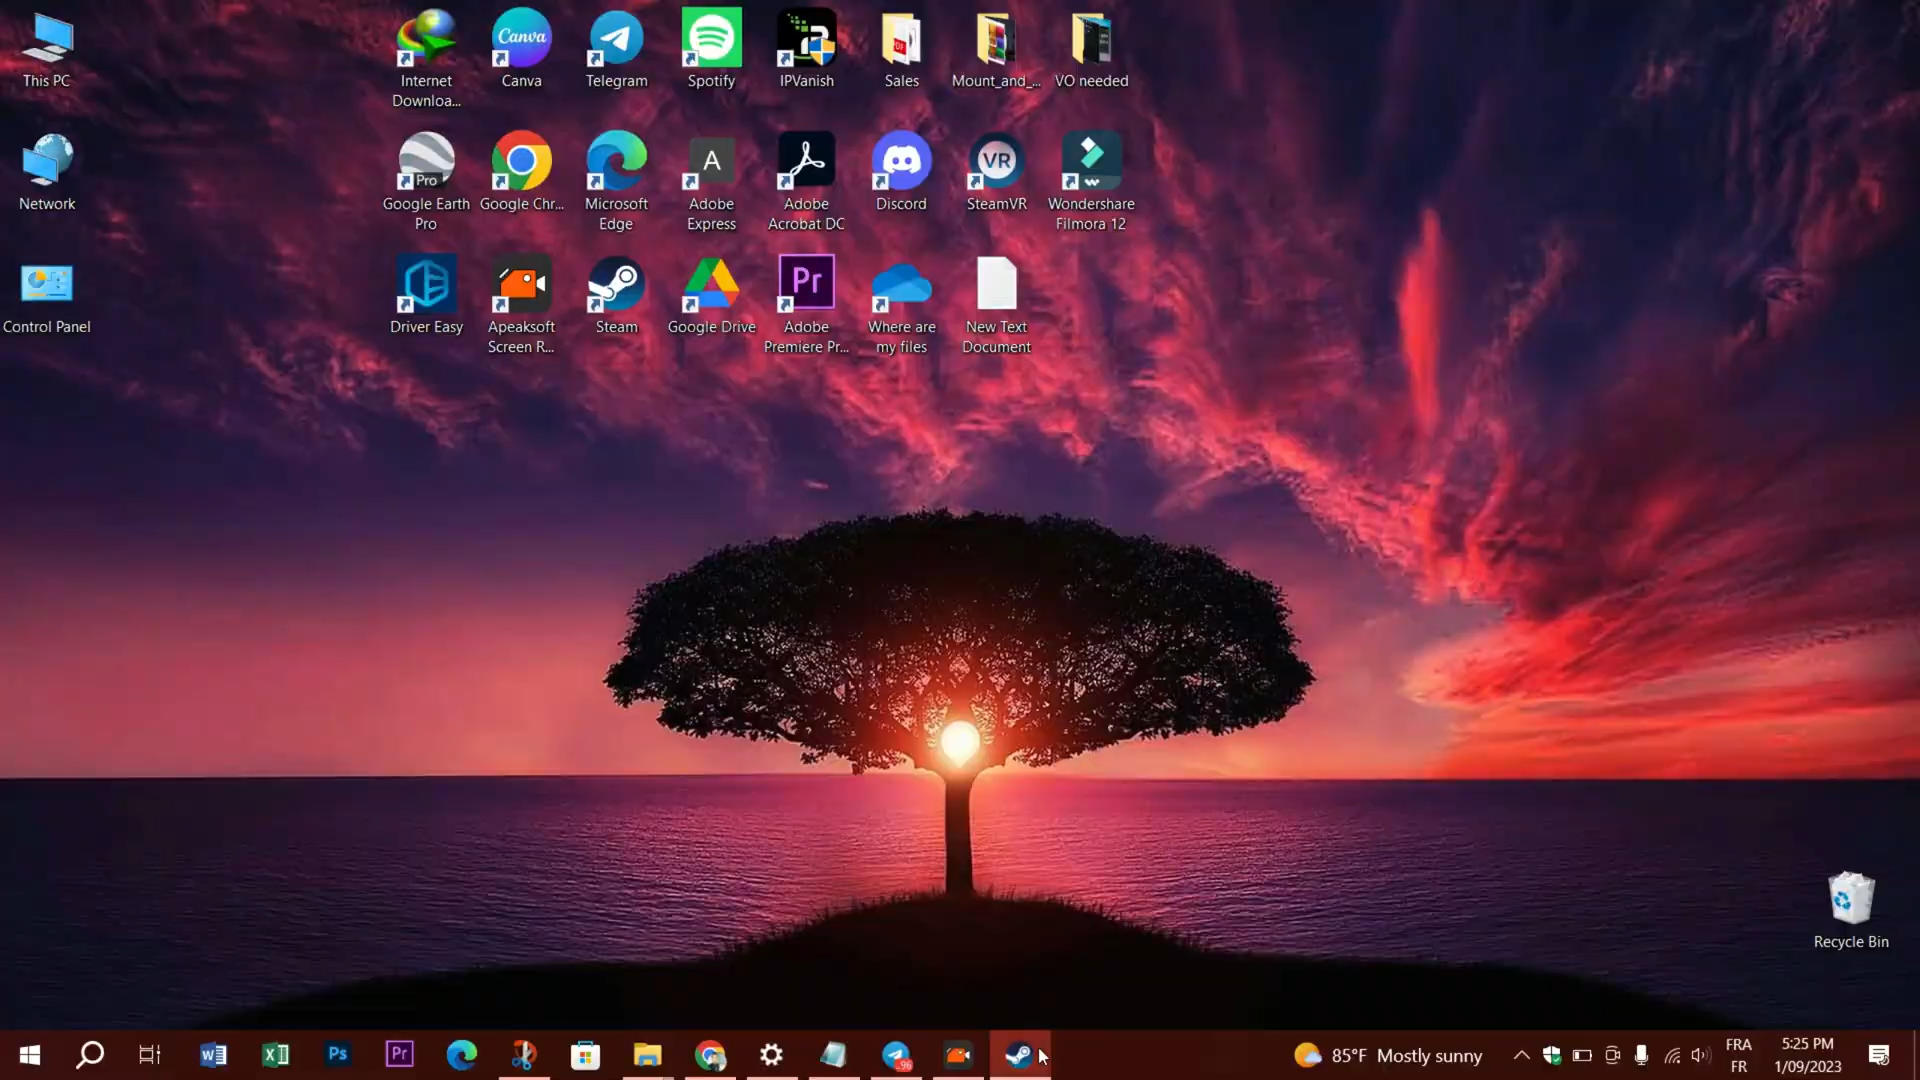 This PC
Internet
Downloa...
Canva
Canva
Telegram
Spotify
IPVanish
PDF
Sales
Mount_and_...
VO needed
Network
Pro
Google Earth
Pro
Google Chr...
Microsoft
Edge
A
Adobe
Express
Adobe
Acrobat DC
Discord
VR
SteamVR
Wondershare
Filmora 12
Control Panel
Driver Easy
Apeaksoft
Screen R...
Steam
Google Drive
Pr
Adobe
Premiere Pr...
Where are
my files
New Text
Document
Recycle Bin
W
X
Ps
Pr
96
85°F Mostly sunny
FRA
FR
5:25 PM
1/09/2023